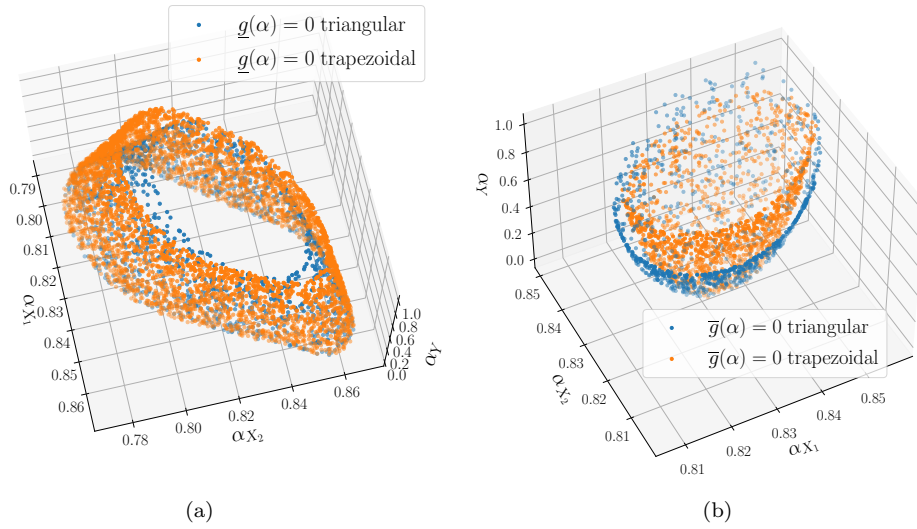 g(α) = 0 triangular
g(α) = 0 trapezoidal
0.79
0.80
0.81
0.82
0.83
0.84
0.85
0.86
αX1
0.78
0.80
0.82
0.84
0.86
αX2
1.0
0.8
0.6
0.4
0.2
0.0
αY
(a)
1.0
0.8
0.6
0.4
0.2
0.0
αY
0.85
0.84
0.83
0.82
0.81
αX2
0.81
0.82
0.83
0.84
0.85
αX1
g(α) = 0 triangular
g(α) = 0 trapezoidal
(b)